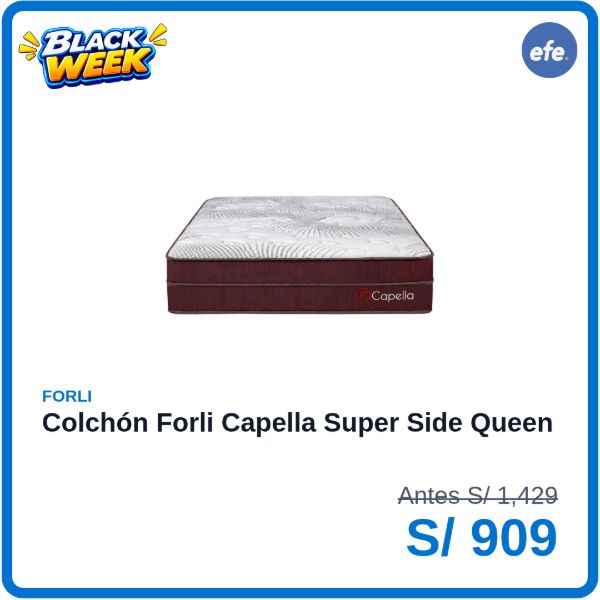 BLACK
WEEK
efe.
Capella
FORLI
Colchón Forli Capella Super Side Queen
Antes S/ 1,429
S/ 909